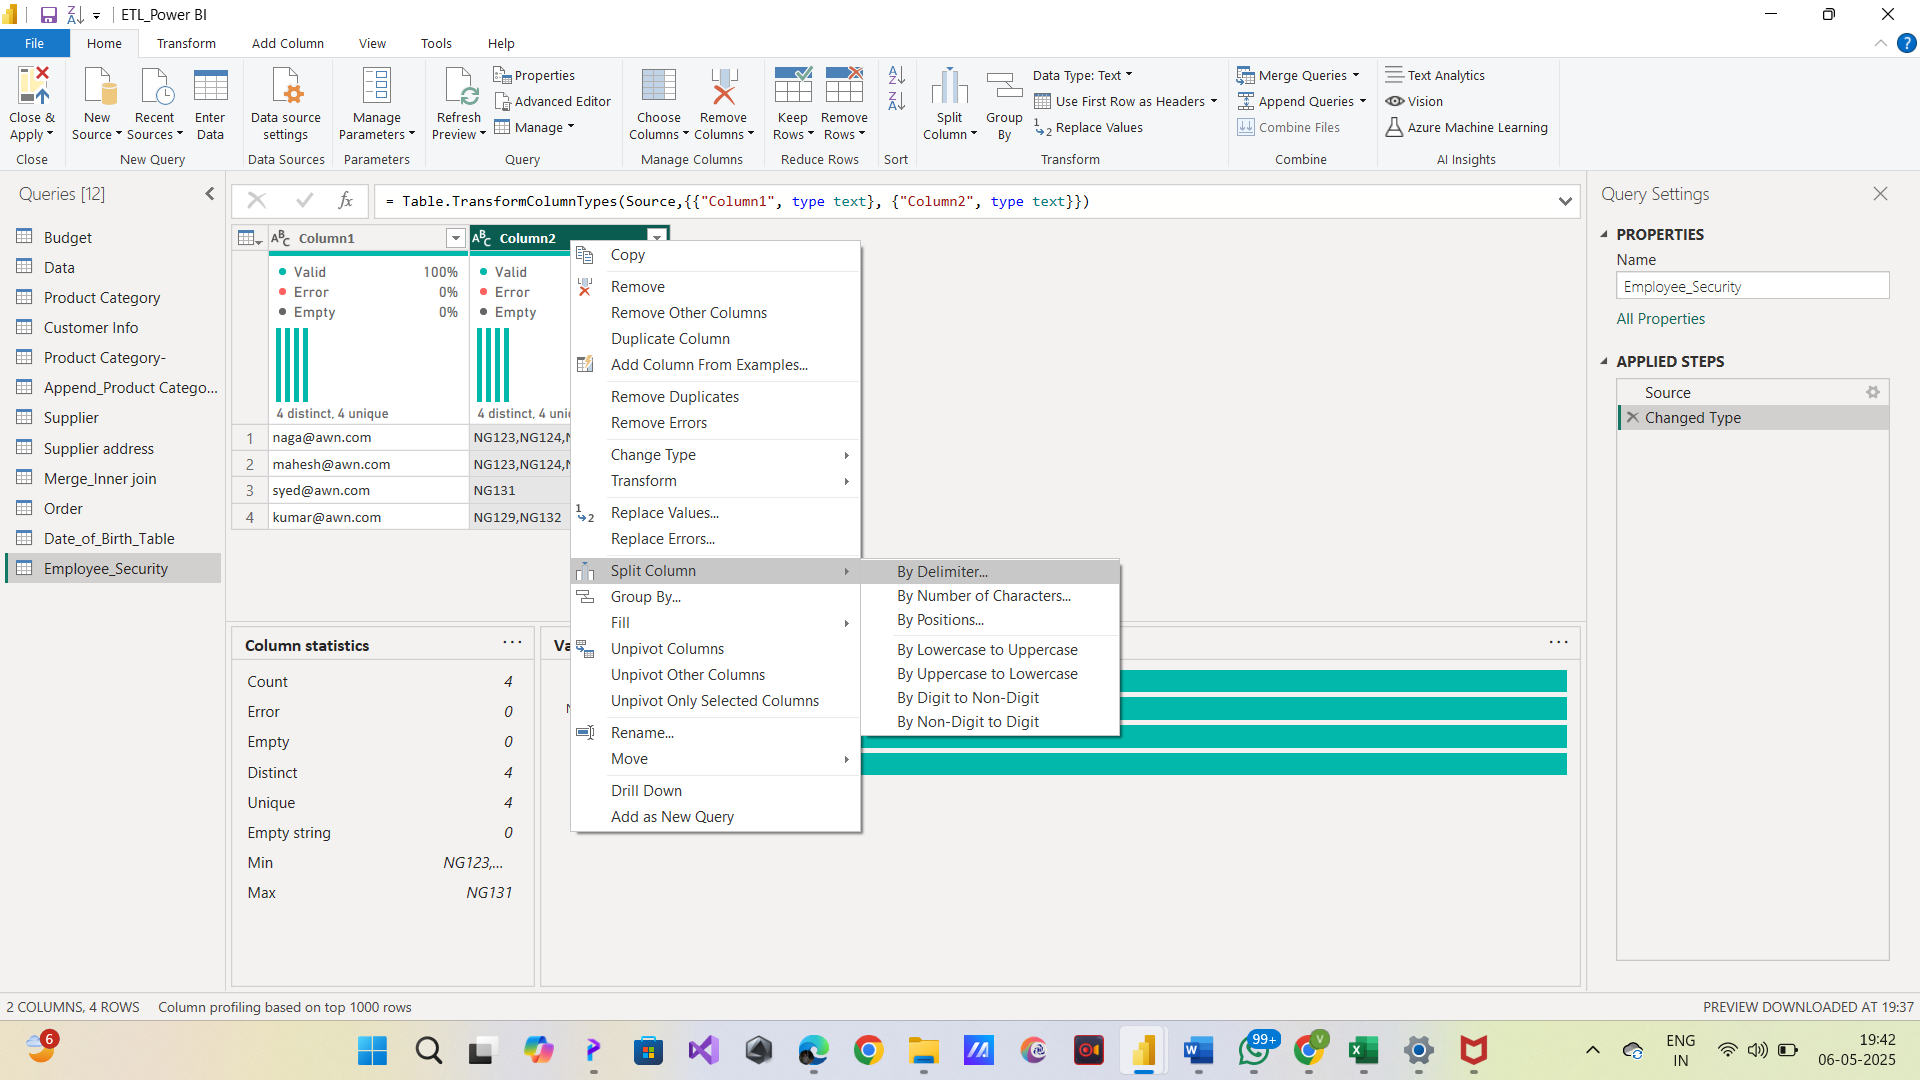 ETL_Power BI
File
Home
Transform
Add Column
View
Tools
Help
Close &
Apply
Close
New
Source
Recent
Sources
Enter
Data
New Query
Data source
settings
Data Sources
Manage
Parameters
Parameters
Refresh
Preview
Properties
Advanced Editor
Manage
Query
Choose
Columns
Remove
Columns
Manage Columns
Keep
Rows
Remove
Rows
Reduce Rows
Sort
Split
Column
Group
By
Data Type: Text
Use First Row as Headers
Replace Values
Transform
Merge Queries
Append Queries
Combine Files
Combine
Text Analytics
Vision
Azure Machine Learning
AI Insights
Queries [12]
Budget
Data
Product Category
Customer Info
Product Category-
Append_Product Catego...
Supplier
Supplier address
Merge_Inner join
Order
Date_of_Birth_Table
Employee_Security
fx
= Table.TransformColumnTypes(Source,{{"Column1", type text}, {"Column2", type text}})
ABC Column1
ABC Column2
Valid 100%
Error 0%
Empty 0%
4 distinct, 4 unique
Valid
Error
Empty
4 distinct, 4 uni
1 naga@awn.com NG123,NG124,
2 mahesh@awn.com NG123,NG124,
3 syed@awn.com NG131
4 kumar@awn.com NG129,NG132
Copy
Remove
Remove Other Columns
Duplicate Column
Add Column From Examples...
Remove Duplicates
Remove Errors
Change Type
Transform
Replace Values...
Replace Errors...
Split Column
Group By...
Fill
Unpivot Columns
Unpivot Other Columns
Unpivot Only Selected Columns
Rename...
Move
Drill Down
Add as New Query
By Delimiter...
By Number of Characters...
By Positions...
By Lowercase to Uppercase
By Uppercase to Lowercase
By Digit to Non-Digit
By Non-Digit to Digit
Column statistics
Count 4
Error 0
Empty 0
Distinct 4
Unique 4
Empty string 0
Min NG123,...
Max NG131
Va
Query Settings
PROPERTIES
Name
Employee_Security
All Properties
APPLIED STEPS
Source
Changed Type
2 COLUMNS, 4 ROWS
Column profiling based on top 1000 rows
PREVIEW DOWNLOADED AT 19:37
6
99+
V
ENG
IN
19:42
06-05-2025